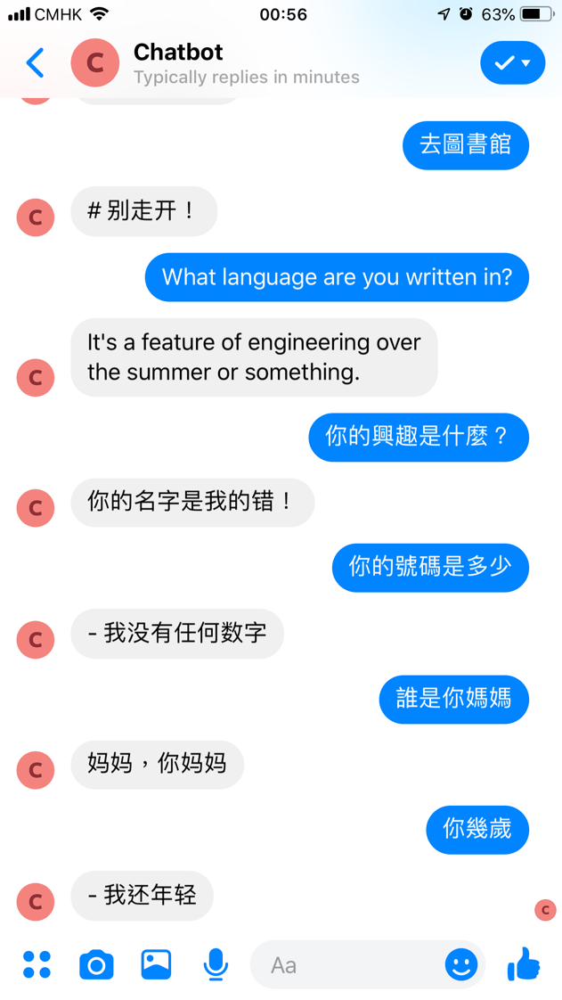 CMHK
00:56
63%
C
Chatbot
Typically replies in minutes
去圖書館
C
# 别走开！
What language are you written in?
It's a feature of engineering over
the summer or something.
C
你的興趣是什麼？
C
你的名字是我的错！
你的號碼是多少
C
- 我没有任何数字
誰是你媽媽
C
妈妈，你妈妈
你幾歲
C
- 我还年轻
C
Aa